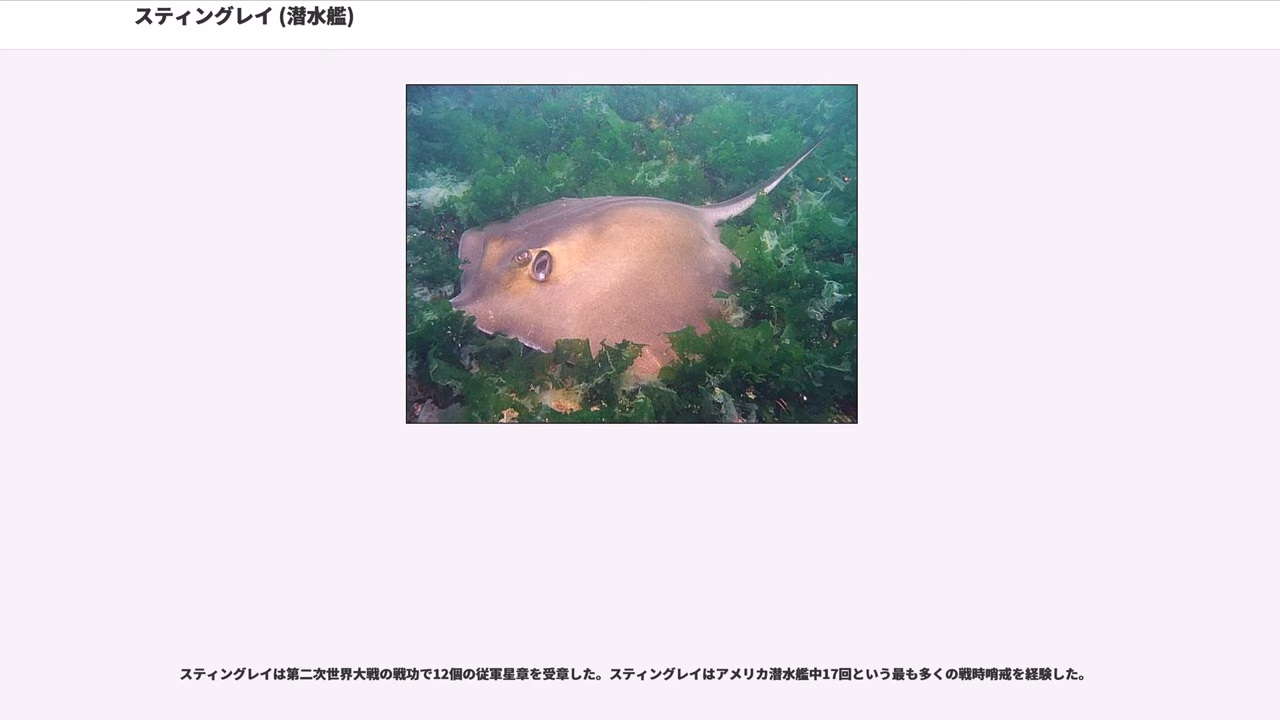 スティングレイ (潜水艦)
スティングレイは第二次世界大戦の戦功で12個の従軍星章を受章した。スティングレイはアメリカ潜水艦中17回という最も多くの戦時哨戒を経験した。